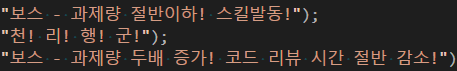 "보스 - 과제량 절반이하! 스킬발동!");
"천! 리! 행! 군!");
"보스 - 과제량 두배 증가! 코드 리뷰 시간 절반 감소!")